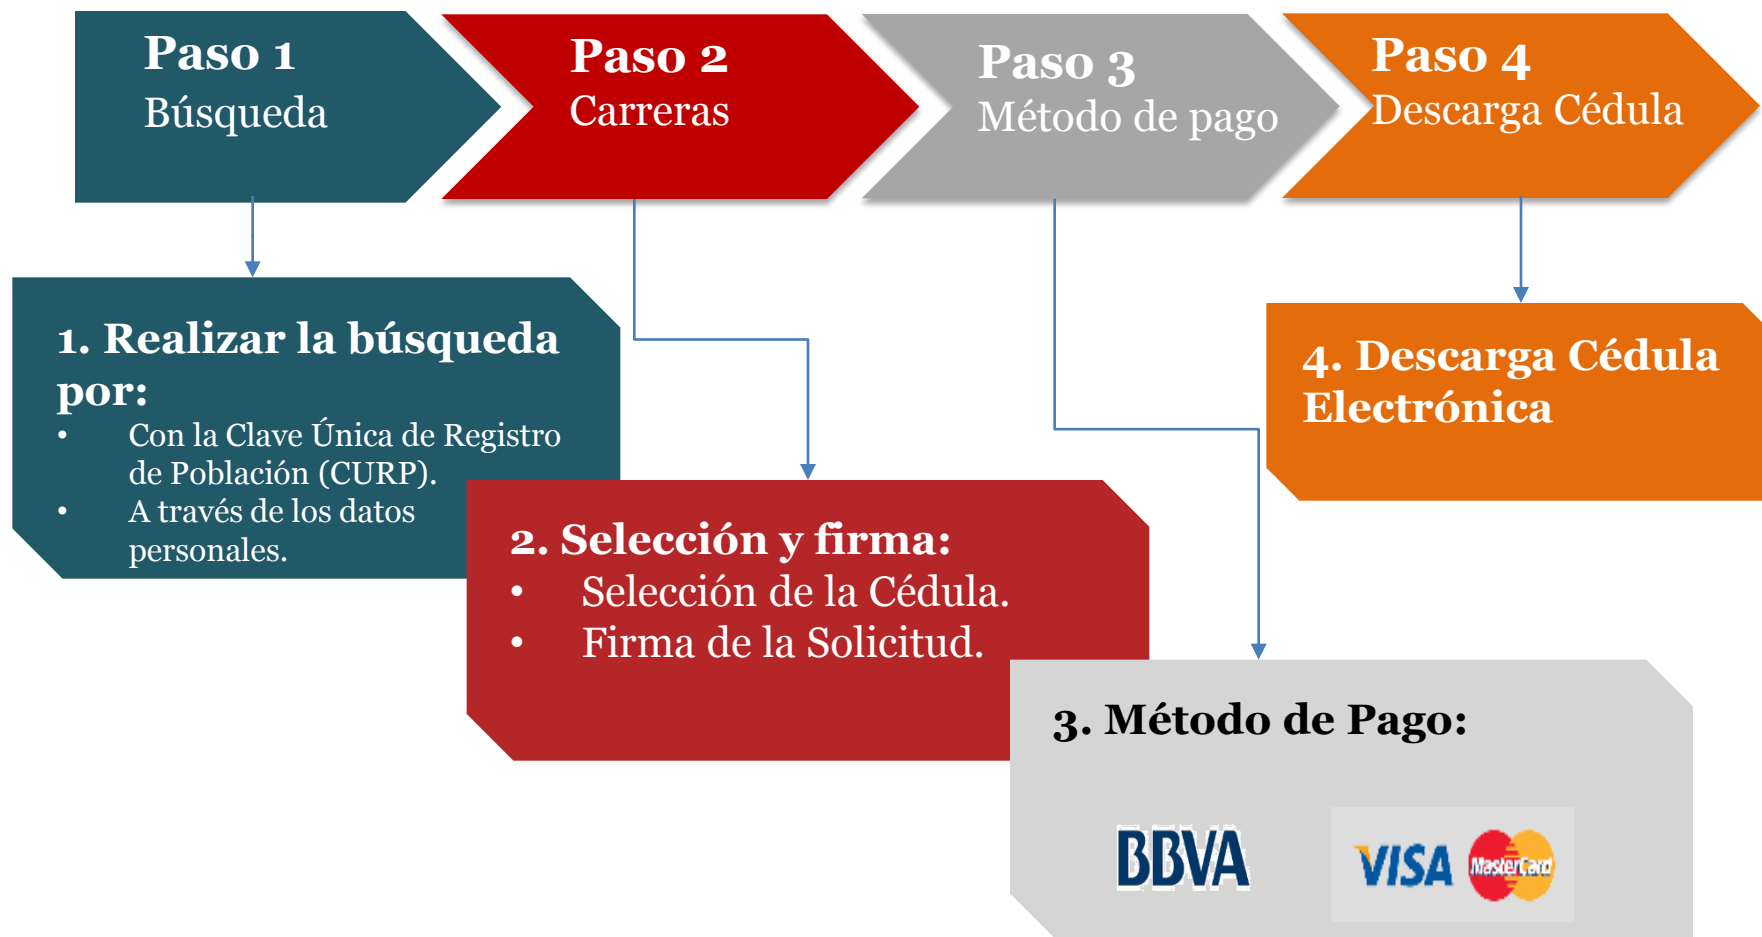 Paso 1
Búsqueda
Paso 2
Carreras
Paso 3
Método de pago
Paso 4
Descarga Cédula
1. Realizar la búsqueda
por:
• Con la Clave Única de Registro
de Población (CURP).
• A través de los datos
personales.
2. Selección y firma:
• Selección de la Cédula.
• Firma de la Solicitud.
3. Método de Pago:
BBVA
VISA MasterCard
4. Descarga Cédula
Electrónica